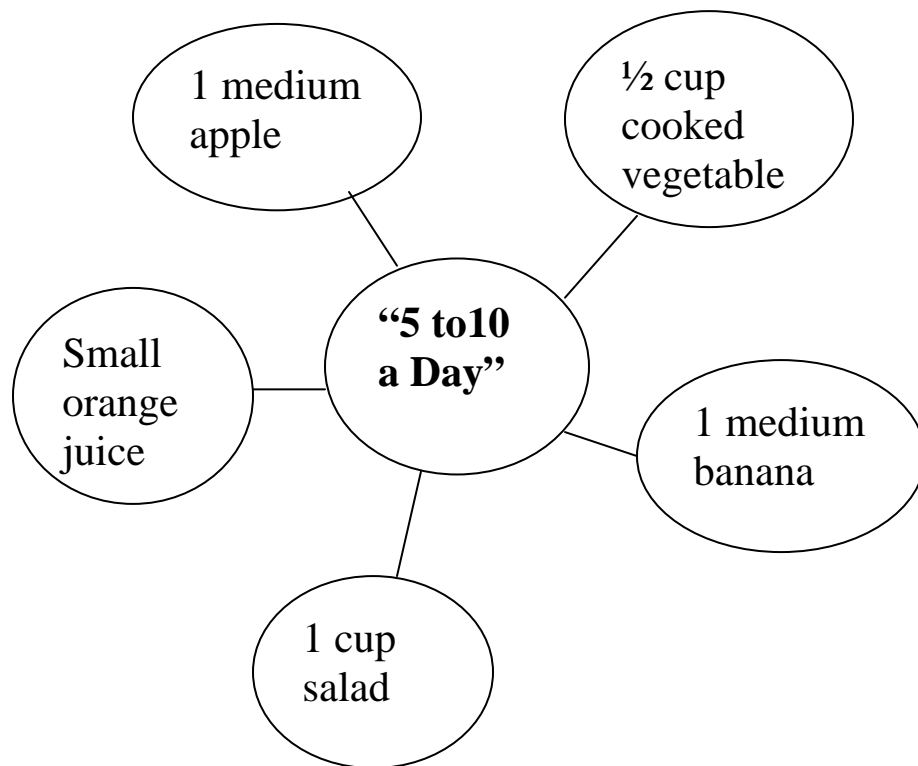 1 medium
apple
½ cup
cooked
vegetable
“5 to10
a Day”
Small
orange
juice
1 medium
banana
1 cup
salad